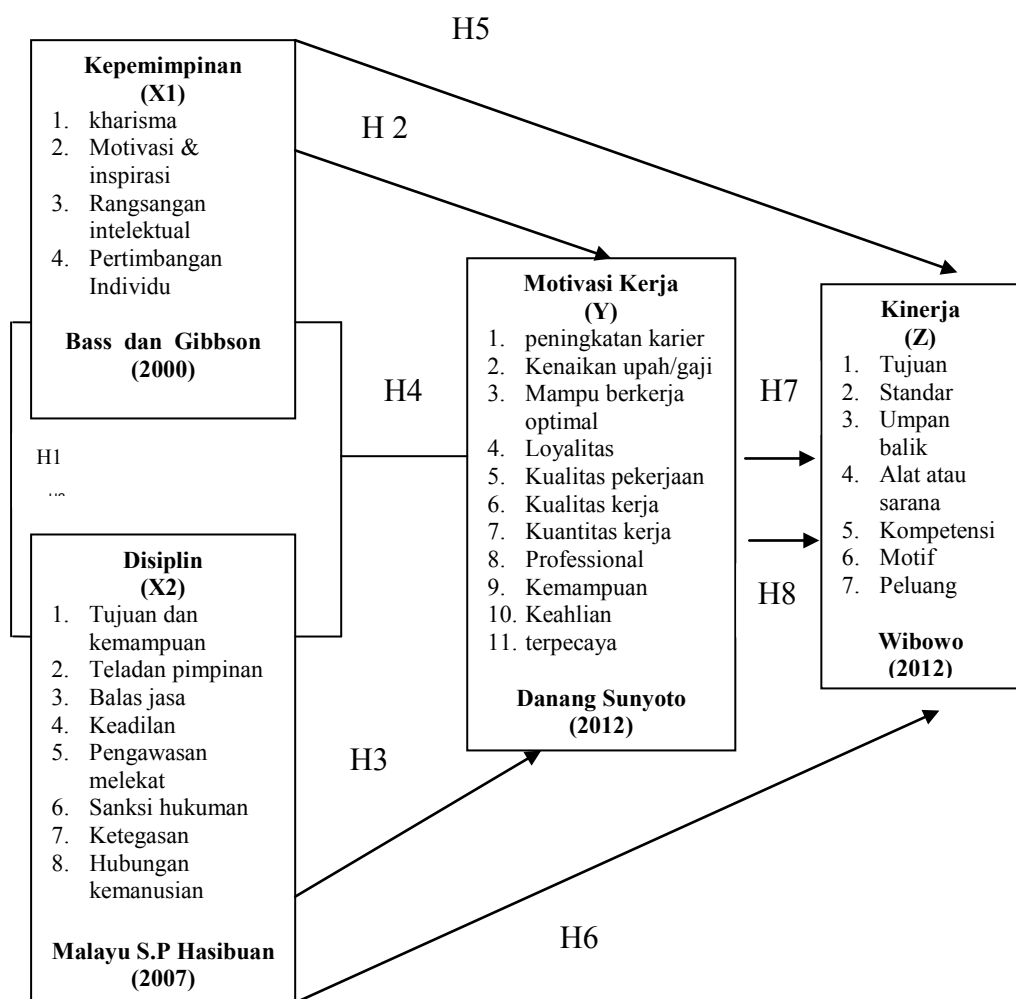 H5
Kepemimpinan
(X1)
1. kharisma
2. Motivasi &
inspirasi
3. Rangsangan
intelektual
4. Pertimbangan
Individu
Bass dan Gibbson
(2000)
H 2
H4
H1
Disiplin
(X2)
1. Tujuan dan
kemampuan
2. Teladan pimpinan
3. Balas jasa
4. Keadilan
5. Pengawasan
melekat
6. Sanksi hukuman
7. Ketegasan
8. Hubungan
kemanusian
Malayu S.P Hasibuan
(2007)
H3
H6
Motivasi Kerja
(Y)
1. peningkatan karier
2. Kenaikan upah/gaji
3. Mampu berkerja
optimal
4. Loyalitas
5. Kualitas pekerjaan
6. Kualitas kerja
7. Kuantitas kerja
8. Professional
9. Kemampuan
10. Keahlian
11. terpecaya
Danang Sunyoto
(2012)
H7
H8
Kinerja
(Z)
1. Tujuan
2. Standar
3. Umpan
balik
4. Alat atau
sarana
5. Kompetensi
6. Motif
7. Peluang
Wibowo
(2012)